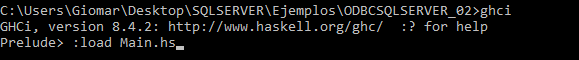 C:\Users\Giomar\Desktop\SQLSERVER\Ejemplos\ODBCSQLSERVER_02>ghci
GHCi, version 8.4.2: http://www.haskell.org/ghc/  :? for help
Prelude> :load Main.hs